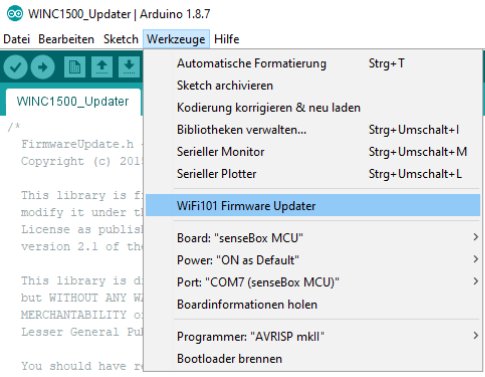 WINC1500_Updater | Arduino 1.8.7
Datei Bearbeiten Sketch Werkzeuge Hilfe
WINC1500_Updater
Automatische Formatierung Strg+T
Sketch archivieren
Kodierung korrigieren & neu laden
Bibliotheken verwalten... Strg+Umschalt+I
Serieller Monitor Strg+Umschalt+M
Serieller Plotter Strg+Umschalt+L
WiFi101 Firmware Updater
Board: "senseBox MCU"
Power: "ON as Default"
Port: "COM7 (senseBox MCU)"
Boardinformationen holen
Programmer: "AVRISP mkII"
Bootloader brennen
/*
FirmwareUpdate.h
Copyright (c) 201
This library is f
modify it under t
License as publis
version 2.1 of th
This library is d
but WITHOUT ANY W
MERCHANTABILITY o
Lesser General Pu
You should have r